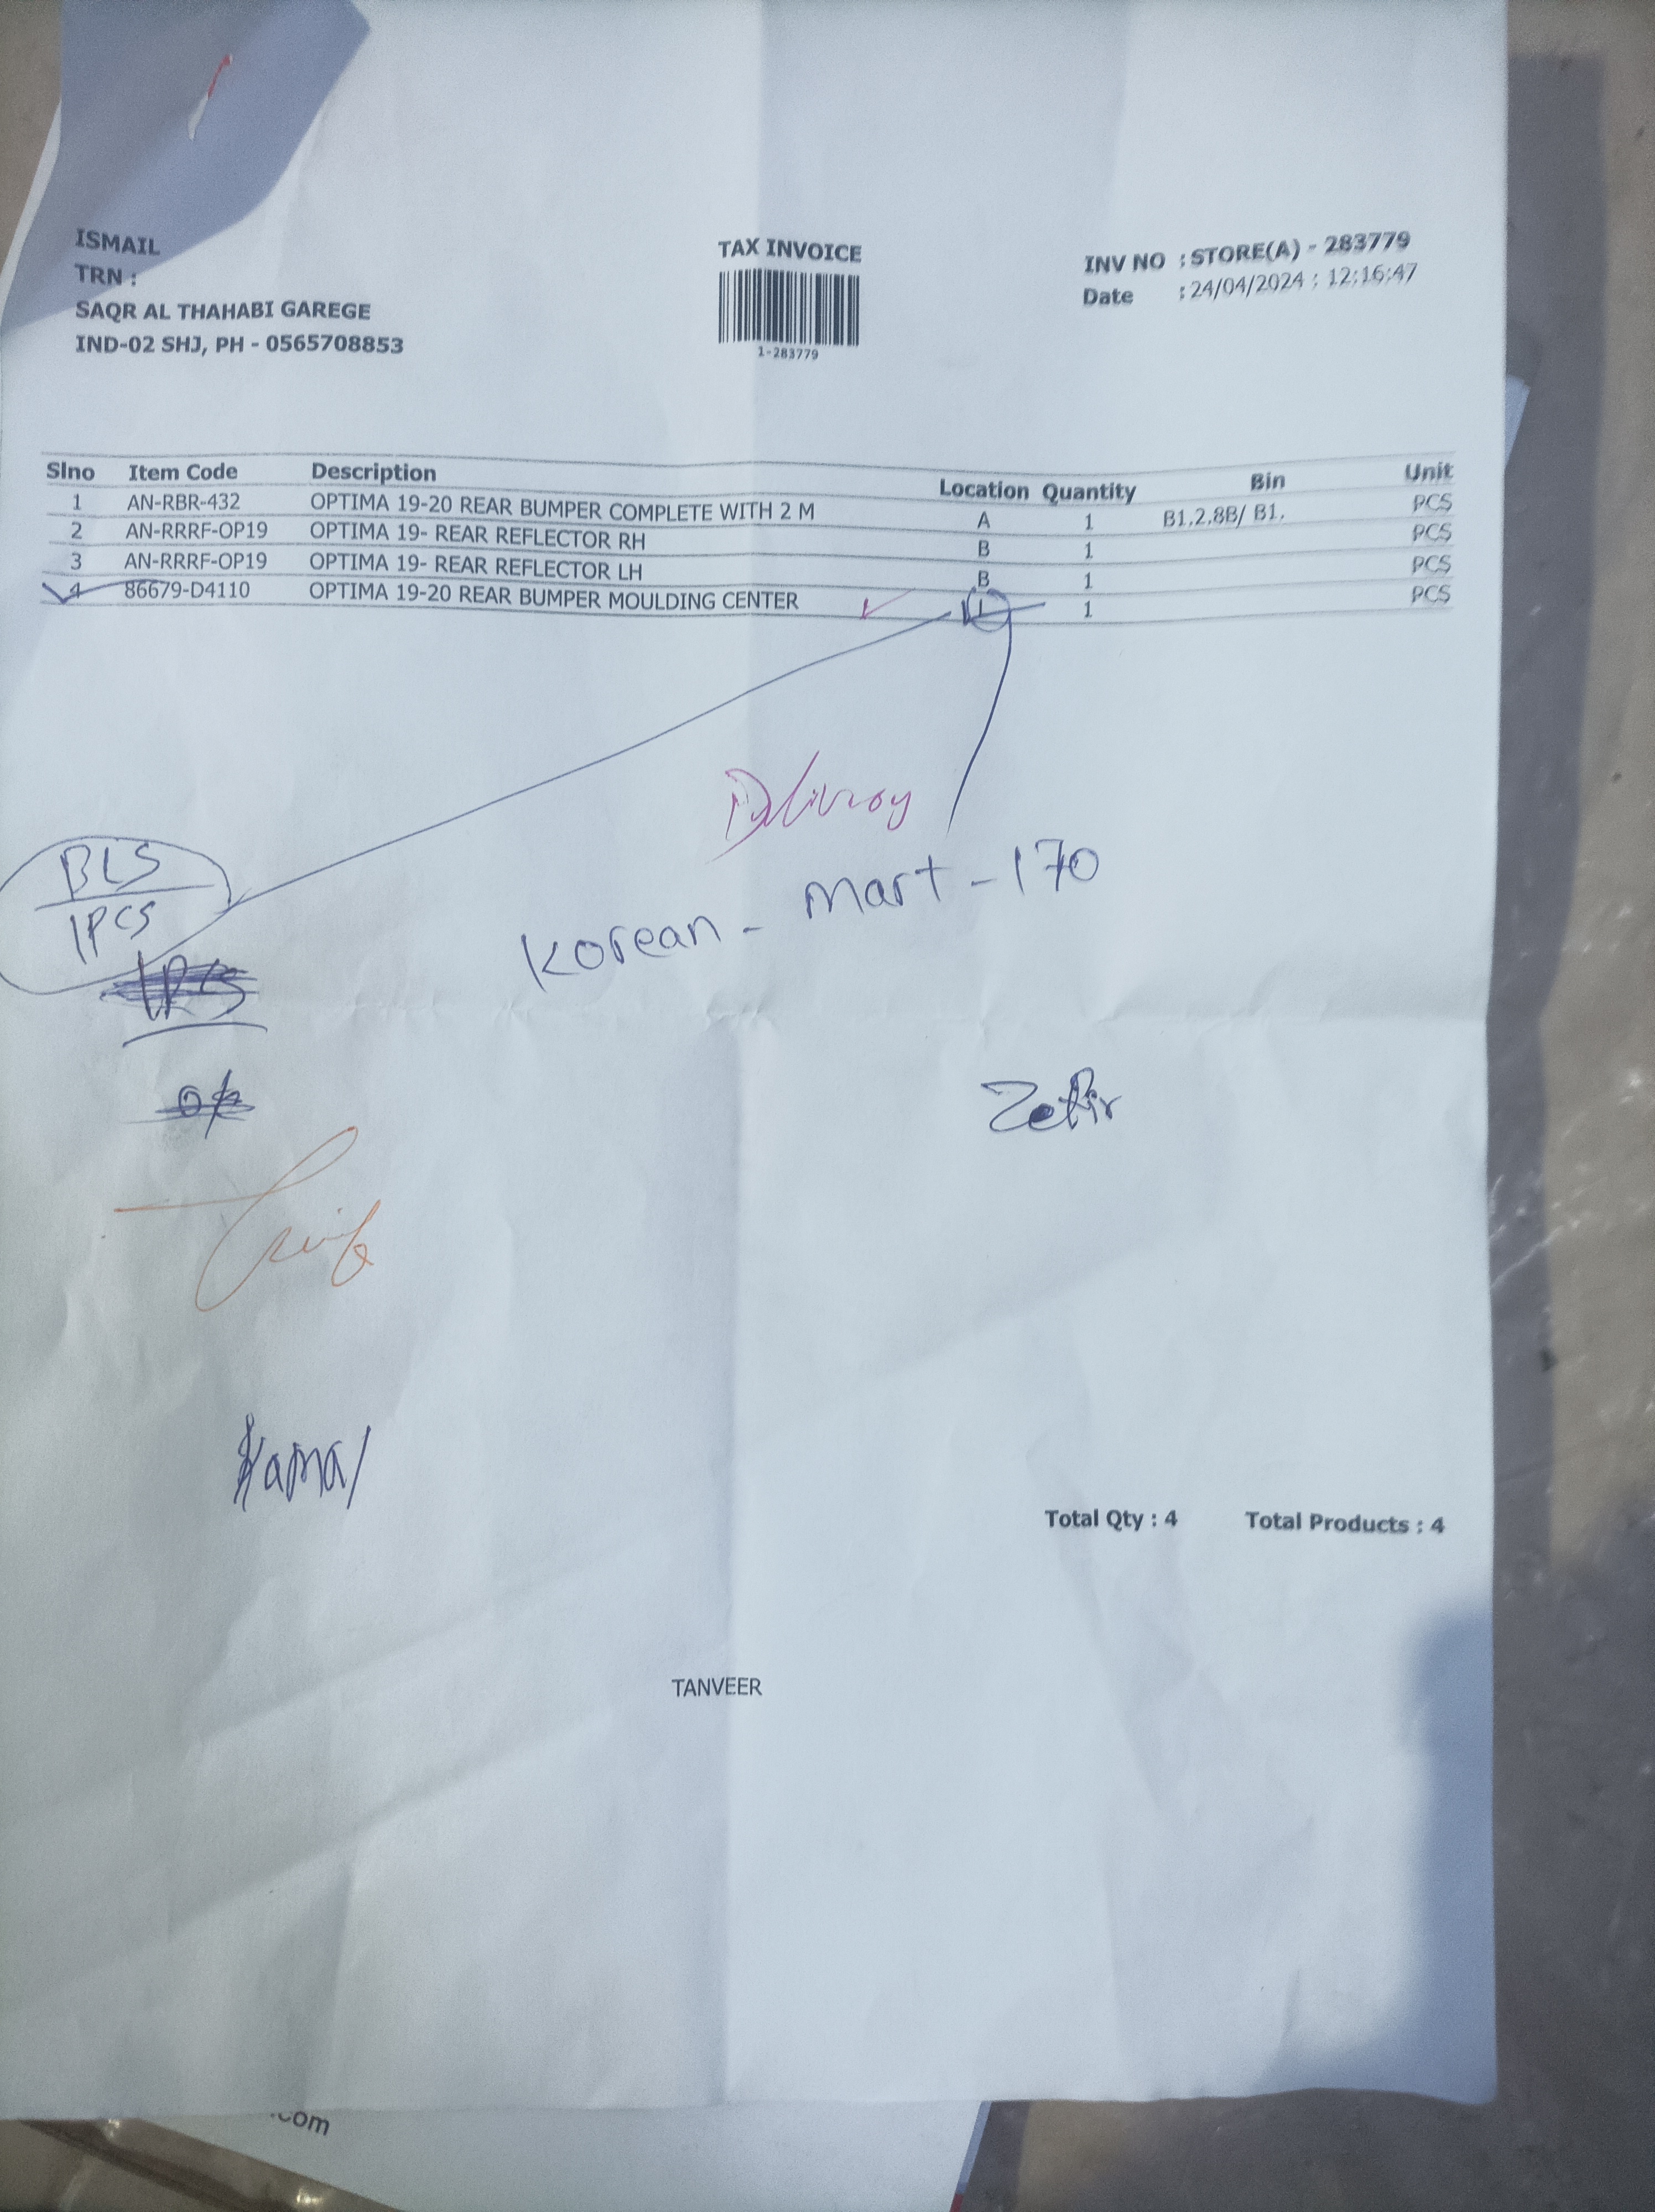 ISMAIL
TRN :
SAQR AL THAHABI GAREGE
IND-02 SHJ, PH - 0565708853
TAX INVOICE
1-283779
INV NO : STORE(A) - 283779
Date : 24/04/2024 : 12:16:47
Slno Item Code Description Location Quantity Bin Unit
1 AN-RBR-432 OPTIMA 19-20 REAR BUMPER COMPLETE WITH 2 M A 1 B1,2,8B/ B1, PCS
2 AN-RRRF-OP19 OPTIMA 19- REAR REFLECTOR RH B 1 PCS
3 AN-RRRF-OP19 OPTIMA 19- REAR REFLECTOR LH B 1 PCS
4 86679-D4110 OPTIMA 19-20 REAR BUMPER MOULDING CENTER 1 PCS
BLS
1PCS
Korean - mart - 170
Kamal
Total Qty : 4 Total Products : 4
TANVEER
.com